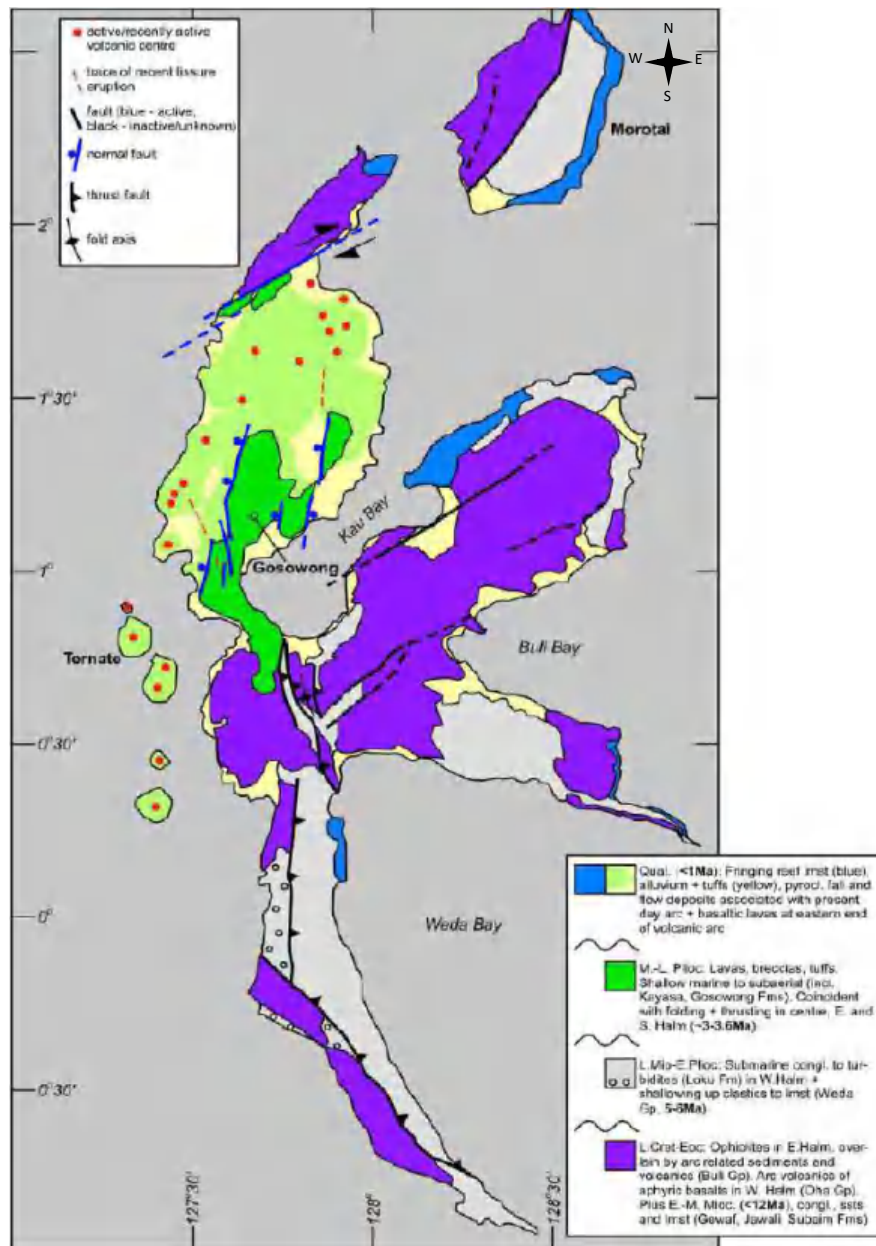 active/recently active
volcanic centre
trace of recent fissure
eruption
fault (blue - active,
black - inactive/unknown)
normal fault
thrust fault
fold axis
N
W E
S
Morotai
2°
1°30'
Kau Bay
Gosowong
1°
Buli Bay
Ternate
0°30'
Weda Bay
0°
0°30'
127°30'
128°
128°30'
Quat. (<1Ma): Fringing reef lmst (blue),
alluvium + tuffs (yellow), pyrocl. fall and
flow deposits associated with present
day arc + basaltic lavas at eastern end
of volcanic arc
M.-L. Plioc: Lavas, breccias, tuffs.
Shallow marine to subaerial (incl.
Kayasa, Gosowong Fms). Coincident
with folding + thrusting in centre, E. and
S. Halm (~3-3.6Ma)
L.Mio-E.Plioc: Submarine congl. to tur-
bidites (Loku Fm) in W.Halm +
shallowing up clastics to lmst (Weda
Gp, 5-6Ma)
L.Cret-Eoc: Ophiolites in E.Halm, over-
lain by arc related sediments and
volcanics (Buli Gp). Arc volcanics of
aphyric basalts in W. Halm (Oha Gp).
Plus E.-M. Mioc. (<12Ma), congl., ssts
and lmst (Gewaf, Jawali, Subaim Fms)